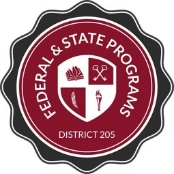 FEDERAL & STATE PROGRAMS
DISTRICT 205